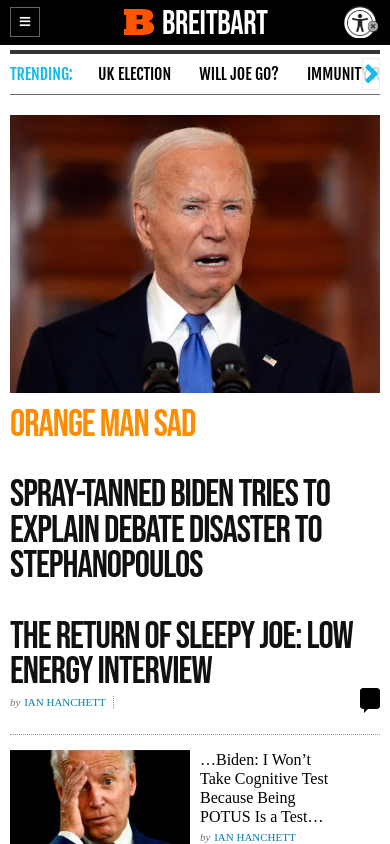 BREITBART
TRENDING: UK ELECTION WILL JOE GO? IMMUNIT
ORANGE MAN SAD
SPRAY-TANNED BIDEN TRIES TO
EXPLAIN DEBATE DISASTER TO
STEPHANOPOULOS
THE RETURN OF SLEEPY JOE: LOW
ENERGY INTERVIEW
by IAN HANCHETT
…Biden: I Won’t
Take Cognitive Test
Because Being
POTUS Is a Test…
by IAN HANCHETT